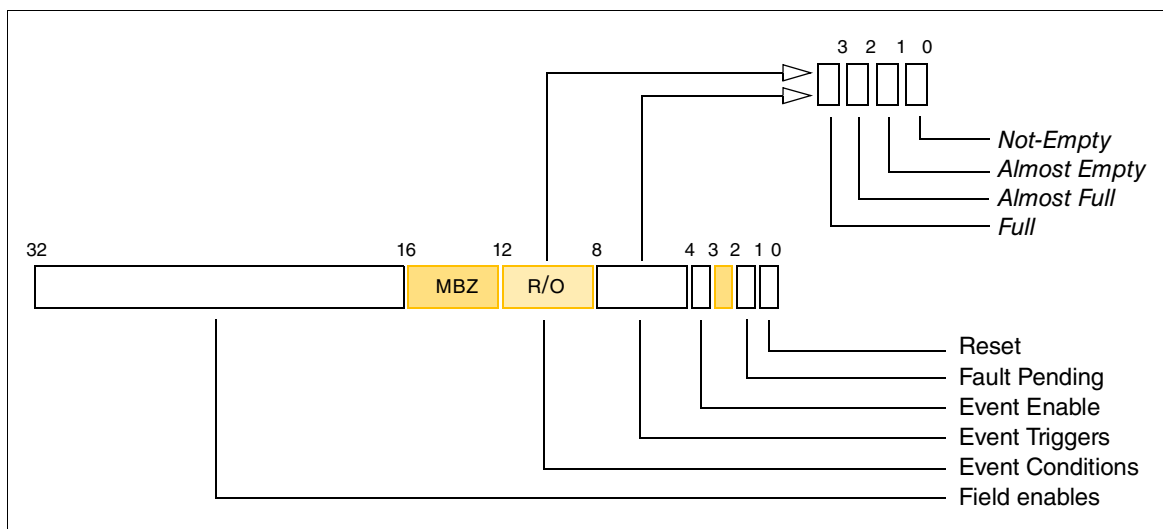 3 2 1 0
Not-Empty
Almost Empty
Almost Full
Full
32 16 12 8 4 3 2 1 0
MBZ R/O
Reset
Fault Pending
Event Enable
Event Triggers
Event Conditions
Field enables